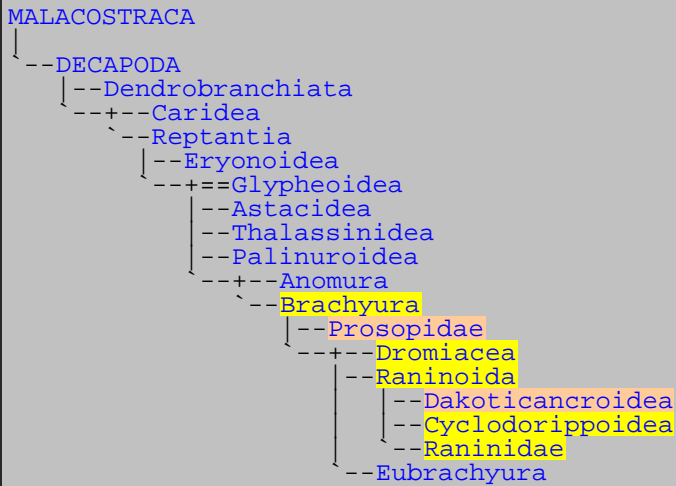 MALACOSTRACA
|
`--DECAPODA
   |--Dendrobranchiata
   `--+--Caridea
      `--Reptantia
         |--Eryonoidea
         `--+==Glypheoidea
            |--Astacidea
            |--Thalassinidea
            |--Palinuroidea
            `--+--Anomura
               `--Brachyura
                  |--Prosopidae
                  `--+--Dromiacea
                     |--Raninoida
                     |  |--Dakoticancroidea
                     |  |--Cyclodorippoidea
                     |  `--Raninidae
                     `--Eubrachyura